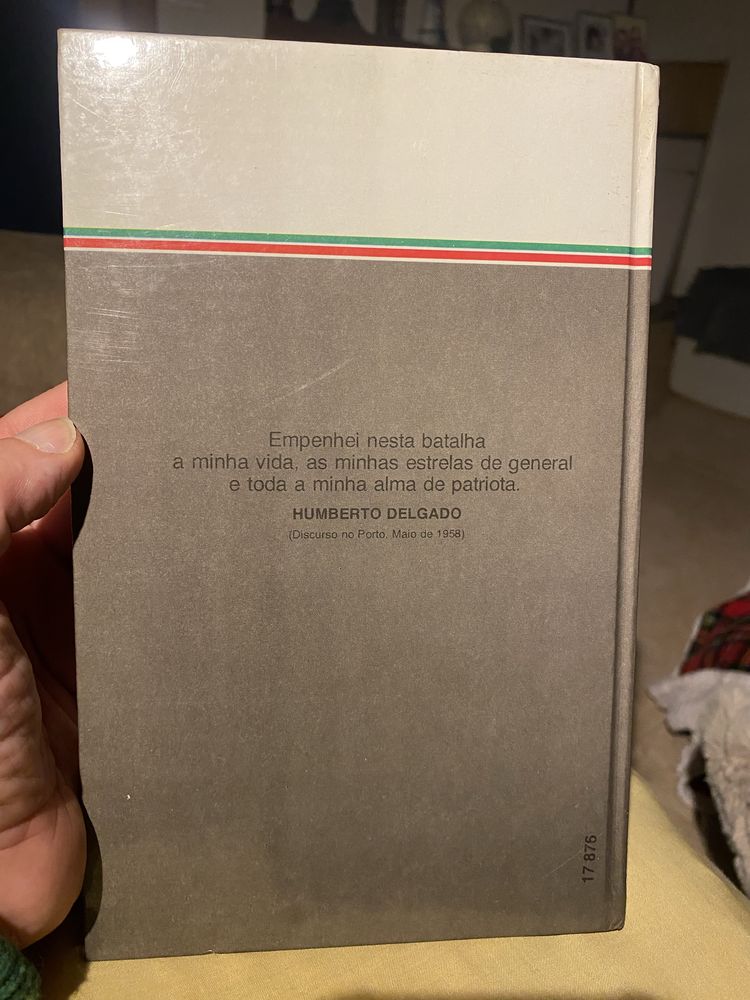 Empenhei nesta batalha
a minha vida, as minhas estrelas de general
e toda a minha alma de patriota.
HUMBERTO DELGADO
(Discurso no Porto, Maio de 1958)
17 876